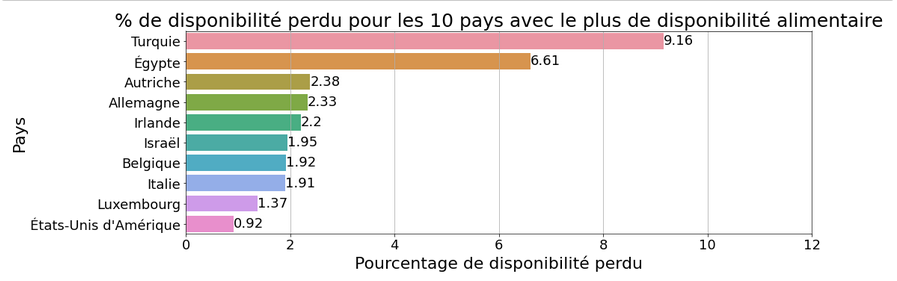 % de disponibilité perdu pour les 10 pays avec le plus de disponibilité alimentaire
Pays
Turquie 9.16
Égypte 6.61
Autriche 2.38
Allemagne 2.33
Irlande 2.2
Israël 1.95
Belgique 1.92
Italie 1.91
Luxembourg 1.37
États-Unis d'Amérique 0.92
0 2 4 6 8 10 12
Pourcentage de disponibilité perdu